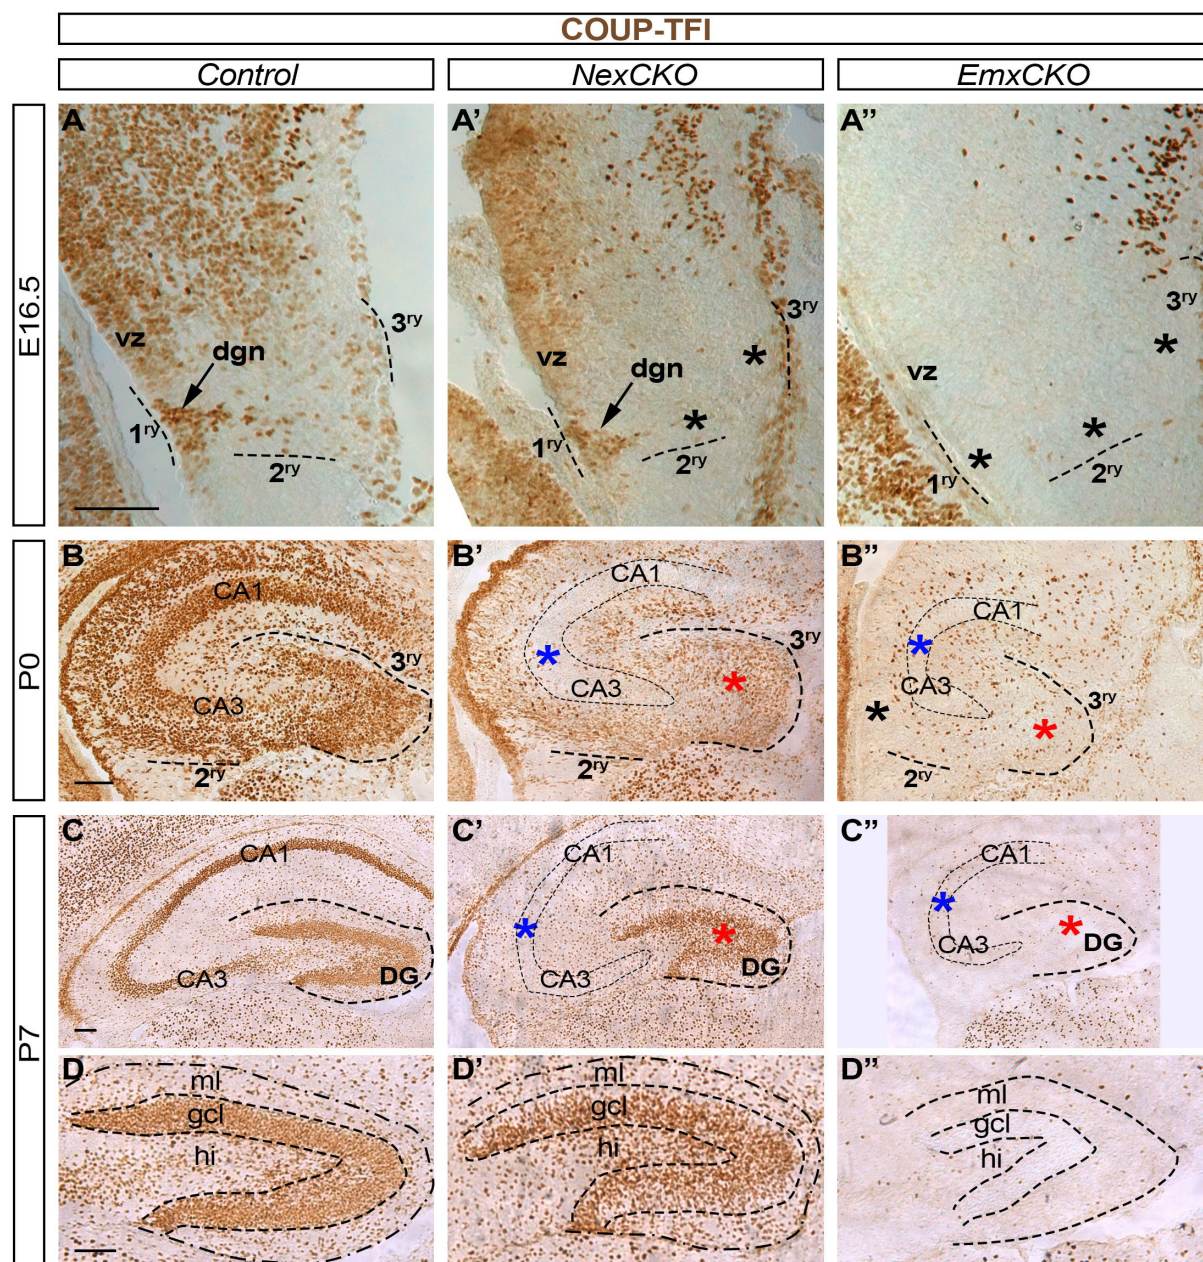 COUP-TFI
Control NexCKO EmxCKO
E16.5
A A' A"
vz dgn 3ry 1ry 2ry
vz dgn 3ry 1ry 2ry * *
vz 3ry 1ry 2ry * * *
P0
B B' B"
CA1 CA3 3ry 2ry
CA1 CA3 3ry 2ry * *
CA1 CA3 3ry 2ry * * *
P7
C C' C"
CA1 CA3 DG
CA1 CA3 DG * *
CA1 CA3 DG * *
D D' D"
ml ml ml
gcl gcl gcl
hi hi hi